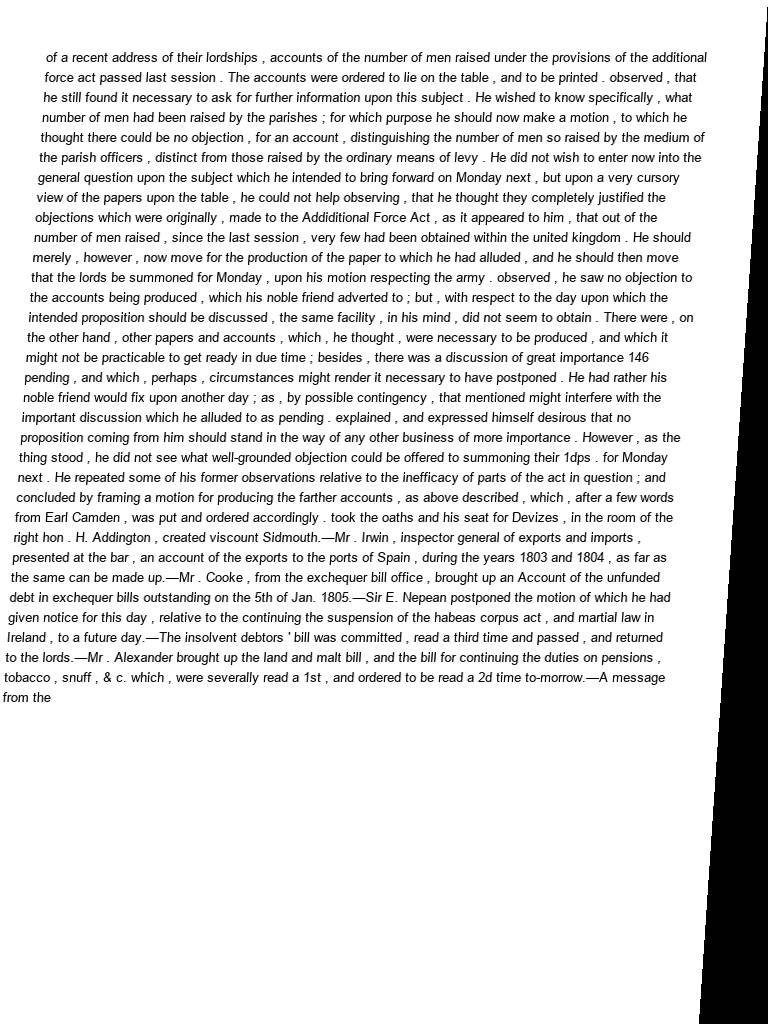 of a recent address of their lordships , accounts of the number of men raised under the provisions of the additional
force act passed last session . The accounts were ordered to lie on the table , and to be printed . observed , that
he still found it necessary to ask for further information upon this subject . He wished to know specifically , what
number of men had been raised by the parishes ; for which purpose he should now make a motion , to which he
thought there could be no objection , for an account , distinguishing the number of men so raised by the medium of
the parish officers , distinct from those raised by the ordinary means of levy . He did not wish to enter now into the
general question upon the subject which he intended to bring forward on Monday next , but upon a very cursory
view of the papers upon the table , he could not help observing , that he thought they completely justified the
objections which were originally , made to the Addiditional Force Act , as it appeared to him , that out of the
number of men raised , since the last session , very few had been obtained within the united kingdom . He should
merely , however , now move for the production of the paper to which he had alluded , and he should then move
that the lords be summoned for Monday , upon his motion respecting the army . observed , he saw no objection to
the accounts being produced , which his noble friend adverted to ; but , with respect to the day upon which the
intended proposition should be discussed , the same facility , in his mind , did not seem to obtain . There were , on
the other hand , other papers and accounts , which , he thought , were necessary to be produced , and which it
might not be practicable to get ready in due time ; besides , there was a discussion of great importance 146
pending , and which , perhaps , circumstances might render it necessary to have postponed . He had rather his
noble friend would fix upon another day ; as , by possible contingency , that mentioned might interfere with the
important discussion which he alluded to as pending . explained , and expressed himself desirous that no
proposition coming from him should stand in the way of any other business of more importance . However , as the
thing stood , he did not see what well-grounded objection could be offered to summoning their 1dps . for Monday
next . He repeated some of his former observations relative to the inefficacy of parts of the act in question ; and
concluded by framing a motion for producing the farther accounts , as above described , which , after a few words
from Earl Camden , was put and ordered accordingly . took the oaths and his seat for Devizes , in the room of the
right hon . H. Addington , created viscount Sidmouth.—Mr . Irwin , inspector general of exports and imports ,
presented at the bar , an account of the exports to the ports of Spain , during the years 1803 and 1804 , as far as
the same can be made up.—Mr . Cooke , from the exchequer bill office , brought up an Account of the unfunded
debt in exchequer bills outstanding on the 5th of Jan. 1805.—Sir E. Nepean postponed the motion of which he had
given notice for this day , relative to the continuing the suspension of the habeas corpus act , and martial law in
Ireland , to a future day.—The insolvent debtors ' bill was committed , read a third time and passed , and returned
to the lords.—Mr . Alexander brought up the land and malt bill , and the bill for continuing the duties on pensions ,
tobacco , snuff , & c. which , were severally read a 1st , and ordered to be read a 2d time to-morrow.—A message
from the